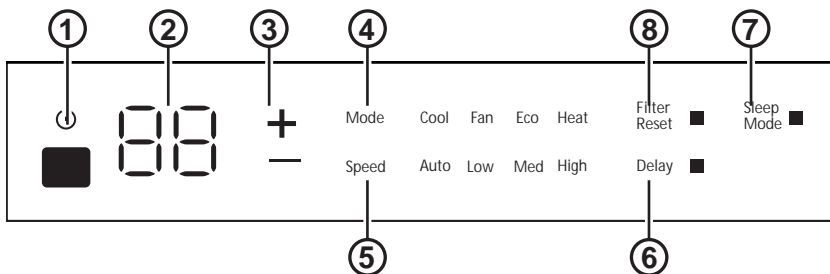 1 2 3 4 8 7
88
+
Mode Cool Fan Eco Heat
Filter
Reset
Sleep
Mode
−
Speed Auto Low Med High
Delay
5 6